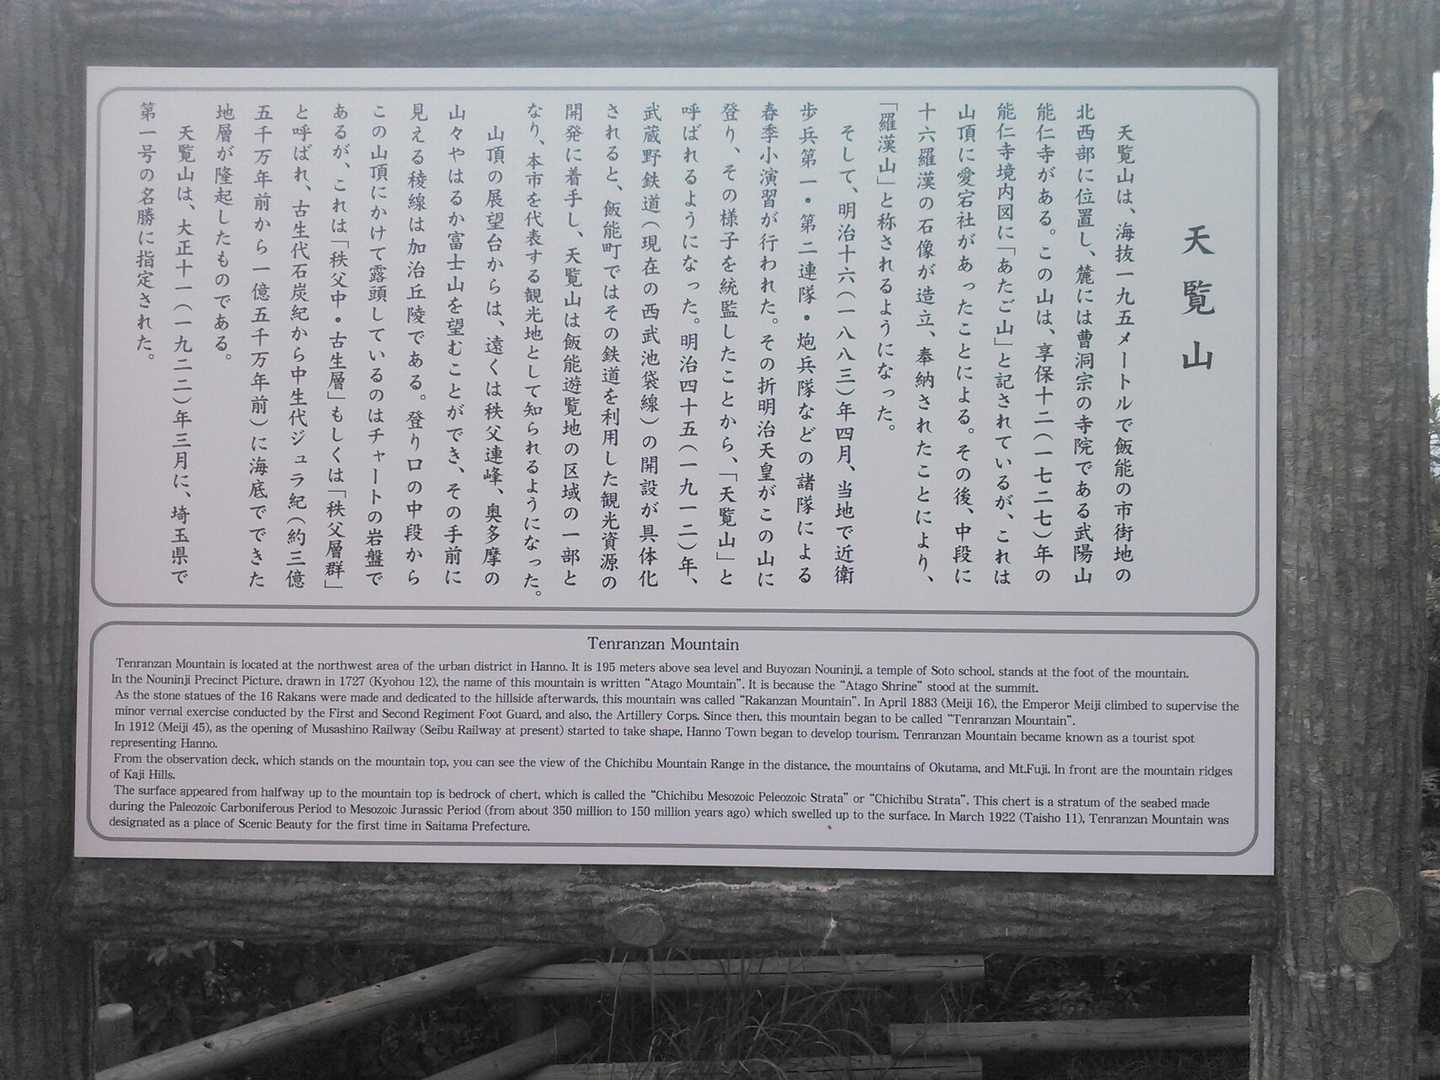 天覧山
天覧山は、海抜一九五メートルで飯能の市街地の
北西部に位置し、麓には曹洞宗の寺院である武陽山
能仁寺がある。この山は、享保十二(一七二七)年の
能仁寺境内図に「あたご山」と記されているが、これは
山頂に愛宕社があったことによる。その後、中段に
十六羅漢の石像が造立、奉納されたことにより、
「羅漢山」と称されるようになった。
そして、明治十六(一八八三)年四月、当地で近衛
歩兵第一・第二連隊・炮兵隊などの諸隊による
春季小演習が行われた。その折明治天皇がこの山に
登り、その様子を統監したことから、「天覧山」と
呼ばれるようになった。明治四十五(一九一二)年、
武蔵野鉄道(現在の西武池袋線)の開設が具体化
されると、飯能町ではその鉄道を利用した観光資源の
開発に着手し、天覧山は飯能遊覧地の区域の一部と
なり、本市を代表する観光地として知られるようになった。
山頂の展望台からは、遠くは秩父連峰、奥多摩の
山々やはるか富士山を望むことができ、その手前に
見える稜線は加治丘陵である。登り口の中段から
この山頂にかけて露頭しているのはチャートの岩盤で
あるが、これは「秩父中・古生層」もしくは「秩父層群」
と呼ばれ、古生代石炭紀から中生代ジュラ紀(約三億
五千万年前から一億五千万年前)に海底でできた
地層が隆起したものである。
天覧山は、大正十一(一九二二)年三月に、埼玉県で
第一号の名勝に指定された。
Tenranzan Mountain
Tenranzan Mountain is located at the northwest area of the urban district in Hanno. It is 195 meters above sea level and Buyozan Nouninji, a temple of Soto school, stands at the foot of the mountain.
In the Nouninji Precinct Picture, drawn in 1727 (Kyohou 12), the name of this mountain is written "Atago Mountain". It is because the "Atago Shrine" stood at the summit.
As the stone statues of the 16 Rakans were made and dedicated to the hillside afterwards, this mountain was called "Rakanzan Mountain". In April 1883 (Meiji 16), the Emperor Meiji climbed to supervise the
minor vernal exercise conducted by the First and Second Regiment Foot Guard, and also, the Artillery Corps. Since then, this mountain began to be called "Tenranzan Mountain".
In 1912 (Meiji 45), as the opening of Musashino Railway (Seibu Railway at present) started to take shape, Hanno Town began to develop tourism. Tenranzan Mountain became known as a tourist spot
representing Hanno.
From the observation deck, which stands on the mountain top, you can see the view of the Chichibu Mountain Range in the distance, the mountains of Okutama, and Mt.Fuji. In front are the mountain ridges
of Kaji Hills.
The surface appeared from halfway up to the mountain top is bedrock of chert, which is called the "Chichibu Mesozoic Peleozoic Strata" or "Chichibu Strata". This chert is a stratum of the seabed made
during the Paleozoic Carboniferous Period to Mesozoic Jurassic Period (from about 350 million to 150 million years ago) which swelled up to the surface. In March 1922 (Taisho 11), Tenranzan Mountain was
designated as a place of Scenic Beauty for the first time in Saitama Prefecture.